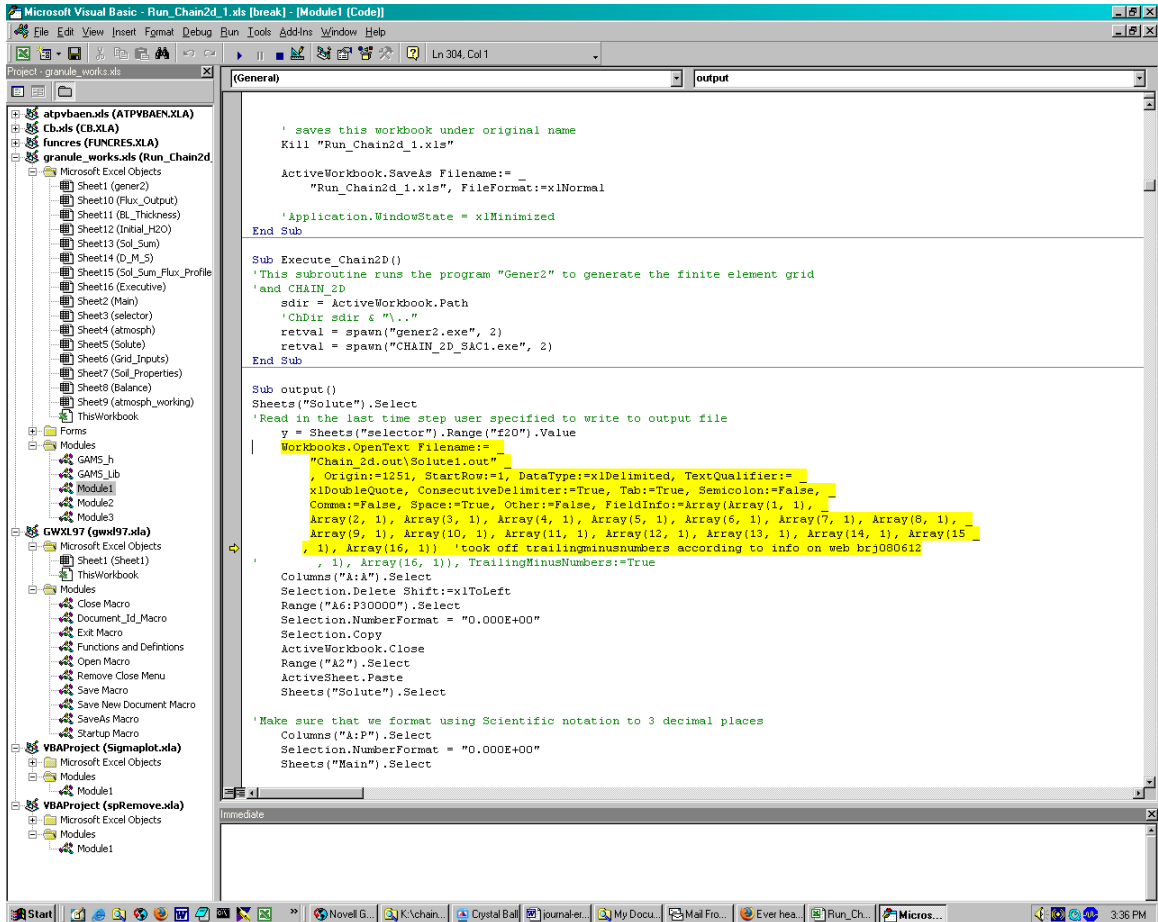 Microsoft Visual Basic - Run_Chain2d_1.xls [break] - [Module1 (Code)]
File Edit View Insert Format Debug Run Tools Add-Ins Window Help
Ln 304, Col 1
Project - granule_works.xls
(General)
output
atpvbaen.xls (ATPVBAEN.XLA)
Cb.xls (CB.XLA)
funcres (FUNCRES.XLA)
granule_works.xls (Run_Chain2d_
Microsoft Excel Objects
Sheet1 (gener2)
Sheet10 (Flux_Output)
Sheet11 (BL_Thickness)
Sheet12 (Initial_H2O)
Sheet13 (Sol_Sum)
Sheet14 (D_M_S)
Sheet15 (Sol_Sum_Flux_Profile
Sheet16 (Executive)
Sheet2 (Main)
Sheet3 (selector)
Sheet4 (atmosph)
Sheet5 (Solute)
Sheet6 (Grid_Inputs)
Sheet7 (Soil_Properties)
Sheet8 (Balance)
Sheet9 (atmosph_working)
ThisWorkbook
Forms
Modules
GAMS_h
GAMS_Lib
Module1
Module2
Module3
GWXL97 (gwxl97.xla)
Microsoft Excel Objects
Sheet1 (Sheet1)
ThisWorkbook
Modules
Close Macro
Document_Id_Macro
Exit Macro
Functions and Defintions
Open Macro
Remove Close Menu
Save Macro
Save New Document Macro
SaveAs Macro
Startup Macro
VBAProject (Sigmaplot.xla)
Microsoft Excel Objects
Modules
Module1
VBAProject (spRemove.xla)
Microsoft Excel Objects
Modules
Module1
' saves this workbook under original name
Kill "Run_Chain2d_1.xls"
ActiveWorkbook.SaveAs Filename:= _
"Run_Chain2d_1.xls", FileFormat:=xlNormal
'Application.WindowState = xlMinimized
End Sub
Sub Execute_Chain2D()
'This subroutine runs the program "Gener2" to generate the finite element grid
'and CHAIN_2D
sdir = ActiveWorkbook.Path
'ChDir sdir & "\.."
retval = spawn("gener2.exe", 2)
retval = spawn("CHAIN_2D_SAC1.exe", 2)
End Sub
Sub output()
Sheets("Solute").Select
'Read in the last time step user specified to write to output file
y = Sheets("selector").Range("f20").Value
Workbooks.OpenText Filename:= _
"Chain_2d.out\Solute1.out" _
, Origin:=1251, StartRow:=1, DataType:=xlDelimited, TextQualifier:= _
xlDoubleQuote, ConsecutiveDelimiter:=True, Tab:=True, Semicolon:=False, _
Comma:=False, Space:=True, Other:=False, FieldInfo:=Array(Array(1, 1), _
Array(2, 1), Array(3, 1), Array(4, 1), Array(5, 1), Array(6, 1), Array(7, 1), Array(8, 1), _
Array(9, 1), Array(10, 1), Array(11, 1), Array(12, 1), Array(13, 1), Array(14, 1), Array(15 _
, 1), Array(16, 1)) 'took off trailingminusnumbers according to info on web brj080612
' , 1), Array(16, 1)), TrailingMinusNumbers:=True
Columns("A:A").Select
Selection.Delete Shift:=xlToLeft
Range("A6:P30000").Select
Selection.NumberFormat = "0.000E+00"
Selection.Copy
ActiveWorkbook.Close
Range("A2").Select
ActiveSheet.Paste
Sheets("Solute").Select
'Make sure that we format using Scientific notation to 3 decimal places
Columns("A:P").Select
Selection.NumberFormat = "0.000E+00"
Sheets("Main").Select
Immediate
Start
»
Novell G...
K:\chain...
Crystal Ball
journal-er...
My Docu...
Mail Fro...
Ever hea...
Run_Ch...
Micros...
3:36 PM